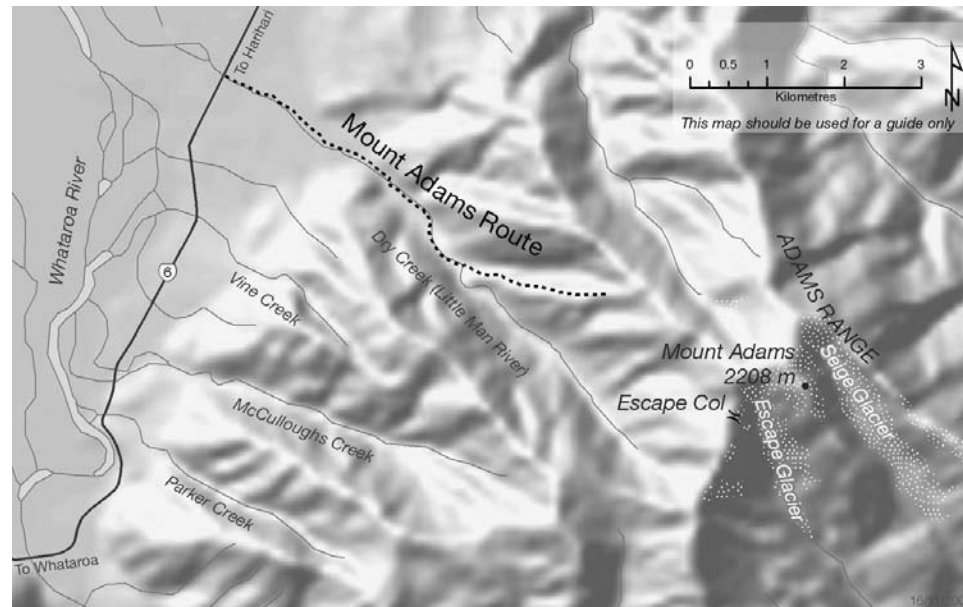 To Harihari
0 0.5 1 2 3
Kilometres
N
This map should be used for a guide only
Mount Adams Route
Whataroa River
6
Vine Creek
Dry Creek (Little Man River)
ADAMS RANGE
Mount Adams
2208 m
Seige Glacier
Escape Col
Escape Glacier
McCulloughs Creek
Parker Creek
To Whataroa